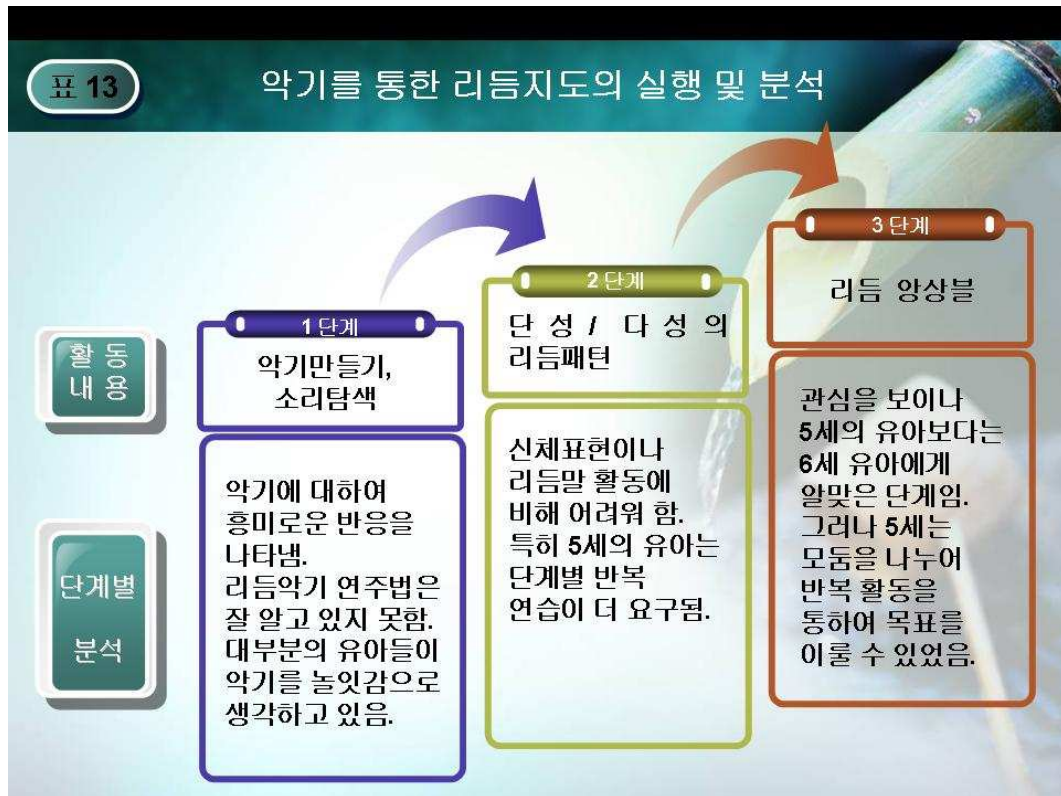 표 13
악기를 통한 리듬지도의 실행 및 분석
활 동
내 용
1 단계
악기만들기,
소리탐색
2 단계
단 성 / 다 성 의
리듬패턴
3 단계
리듬 앙상블
단계별
분석
악기에 대하여
흥미로운 반응을
나타냄.
리듬악기 연주법은
잘 알고 있지 못함.
대부분의 유아들이
악기를 놀잇감으로
생각하고 있음.
신체표현이나
리듬말 활동에
비해 어려워 함.
특히 5세의 유아는
단계별 반복
연습이 더 요구됨.
관심을 보이나
5세의 유아보다는
6세 유아에게
알맞은 단계임.
그러나 5세는
모둠을 나누어
반복 활동을
통하여 목표를
이룰 수 있었음.